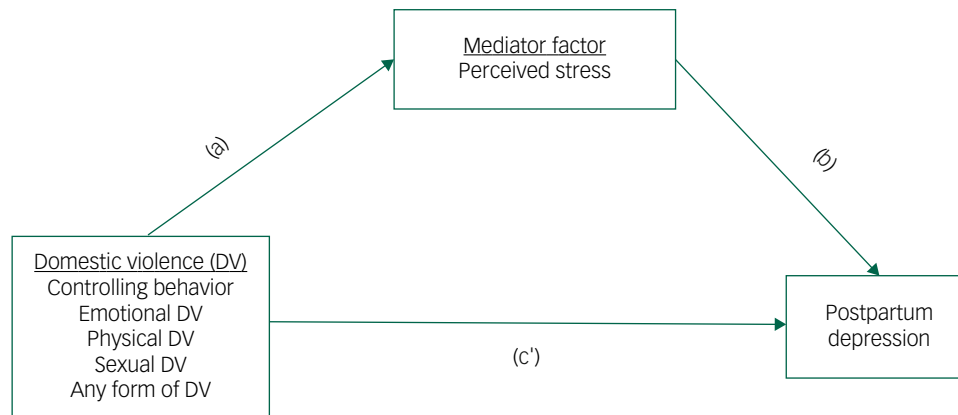 Mediator factor
Perceived stress
(a)
(b)
Domestic violence (DV)
Controlling behavior
Emotional DV
Physical DV
Sexual DV
Any form of DV
Postpartum
depression
(c')